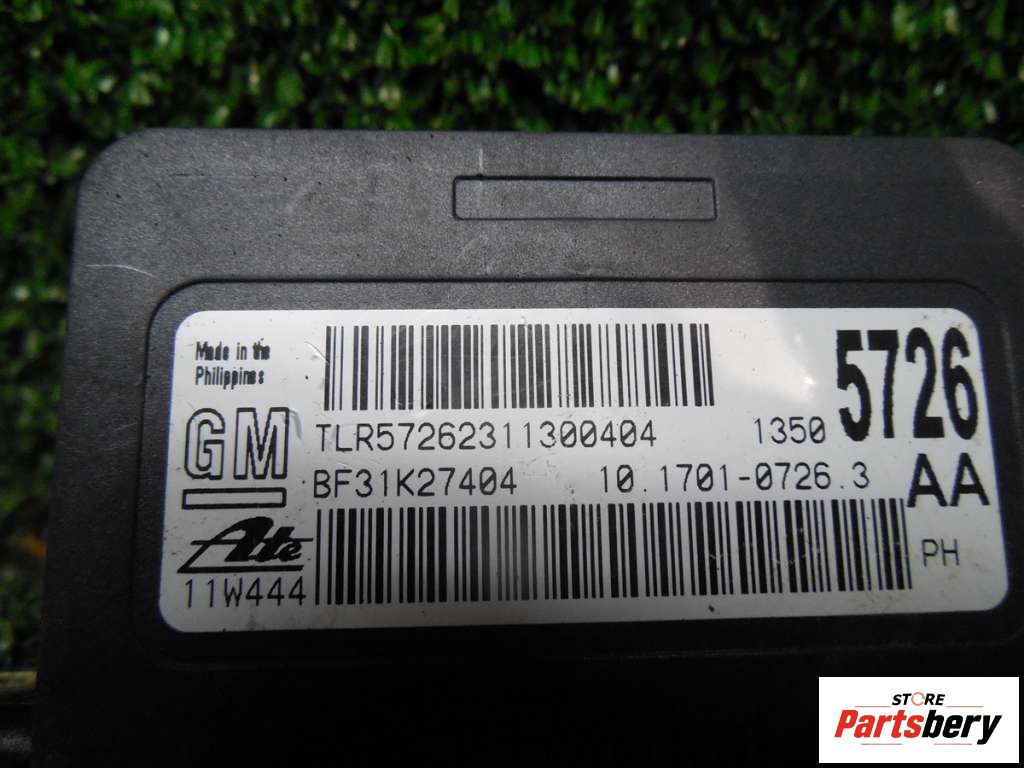 Made in the
Philippines
GM
TLR57262311300404
1350
5726
BF31K27404
10.1701-0726.3
AA
Ate
11W444
PH
STORE
Partsbery